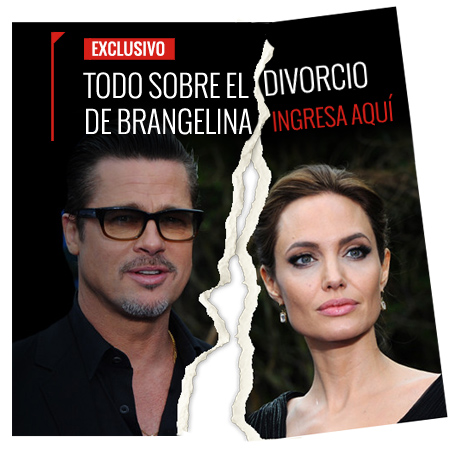 EXCLUSIVO
TODO SOBRE EL DIVORCIO
DE BRANGELINA INGRESA AQUÍ